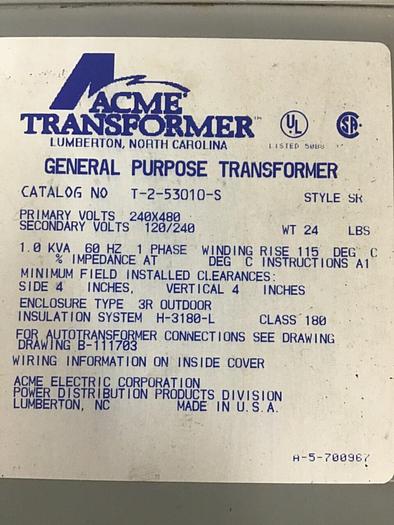 ACME
TRANSFORMER™
LUMBERTON, NORTH CAROLINA
UL
LISTED 50B8
SA
GENERAL PURPOSE TRANSFORMER
CATALOG NO T-2-53010-S STYLE SR
PRIMARY VOLTS 240X480
SECONDARY VOLTS 120/240 WT 24 LBS
1.0 KVA 60 HZ 1 PHASE WINDING RISE 115 DEG C
% IMPEDANCE AT DEG C INSTRUCTIONS A1
MINIMUM FIELD INSTALLED CLEARANCES:
SIDE 4 INCHES, VERTICAL 4 INCHES
ENCLOSURE TYPE 3R OUTDOOR
INSULATION SYSTEM H-3180-L CLASS 180
FOR AUTOTRANSFORMER CONNECTIONS SEE DRAWING
DRAWING B-111703
WIRING INFORMATION ON INSIDE COVER
ACME ELECTRIC CORPORATION
POWER DISTRIBUTION PRODUCTS DIVISION
LUMBERTON, NC MADE IN U.S.A.
A-5-700967